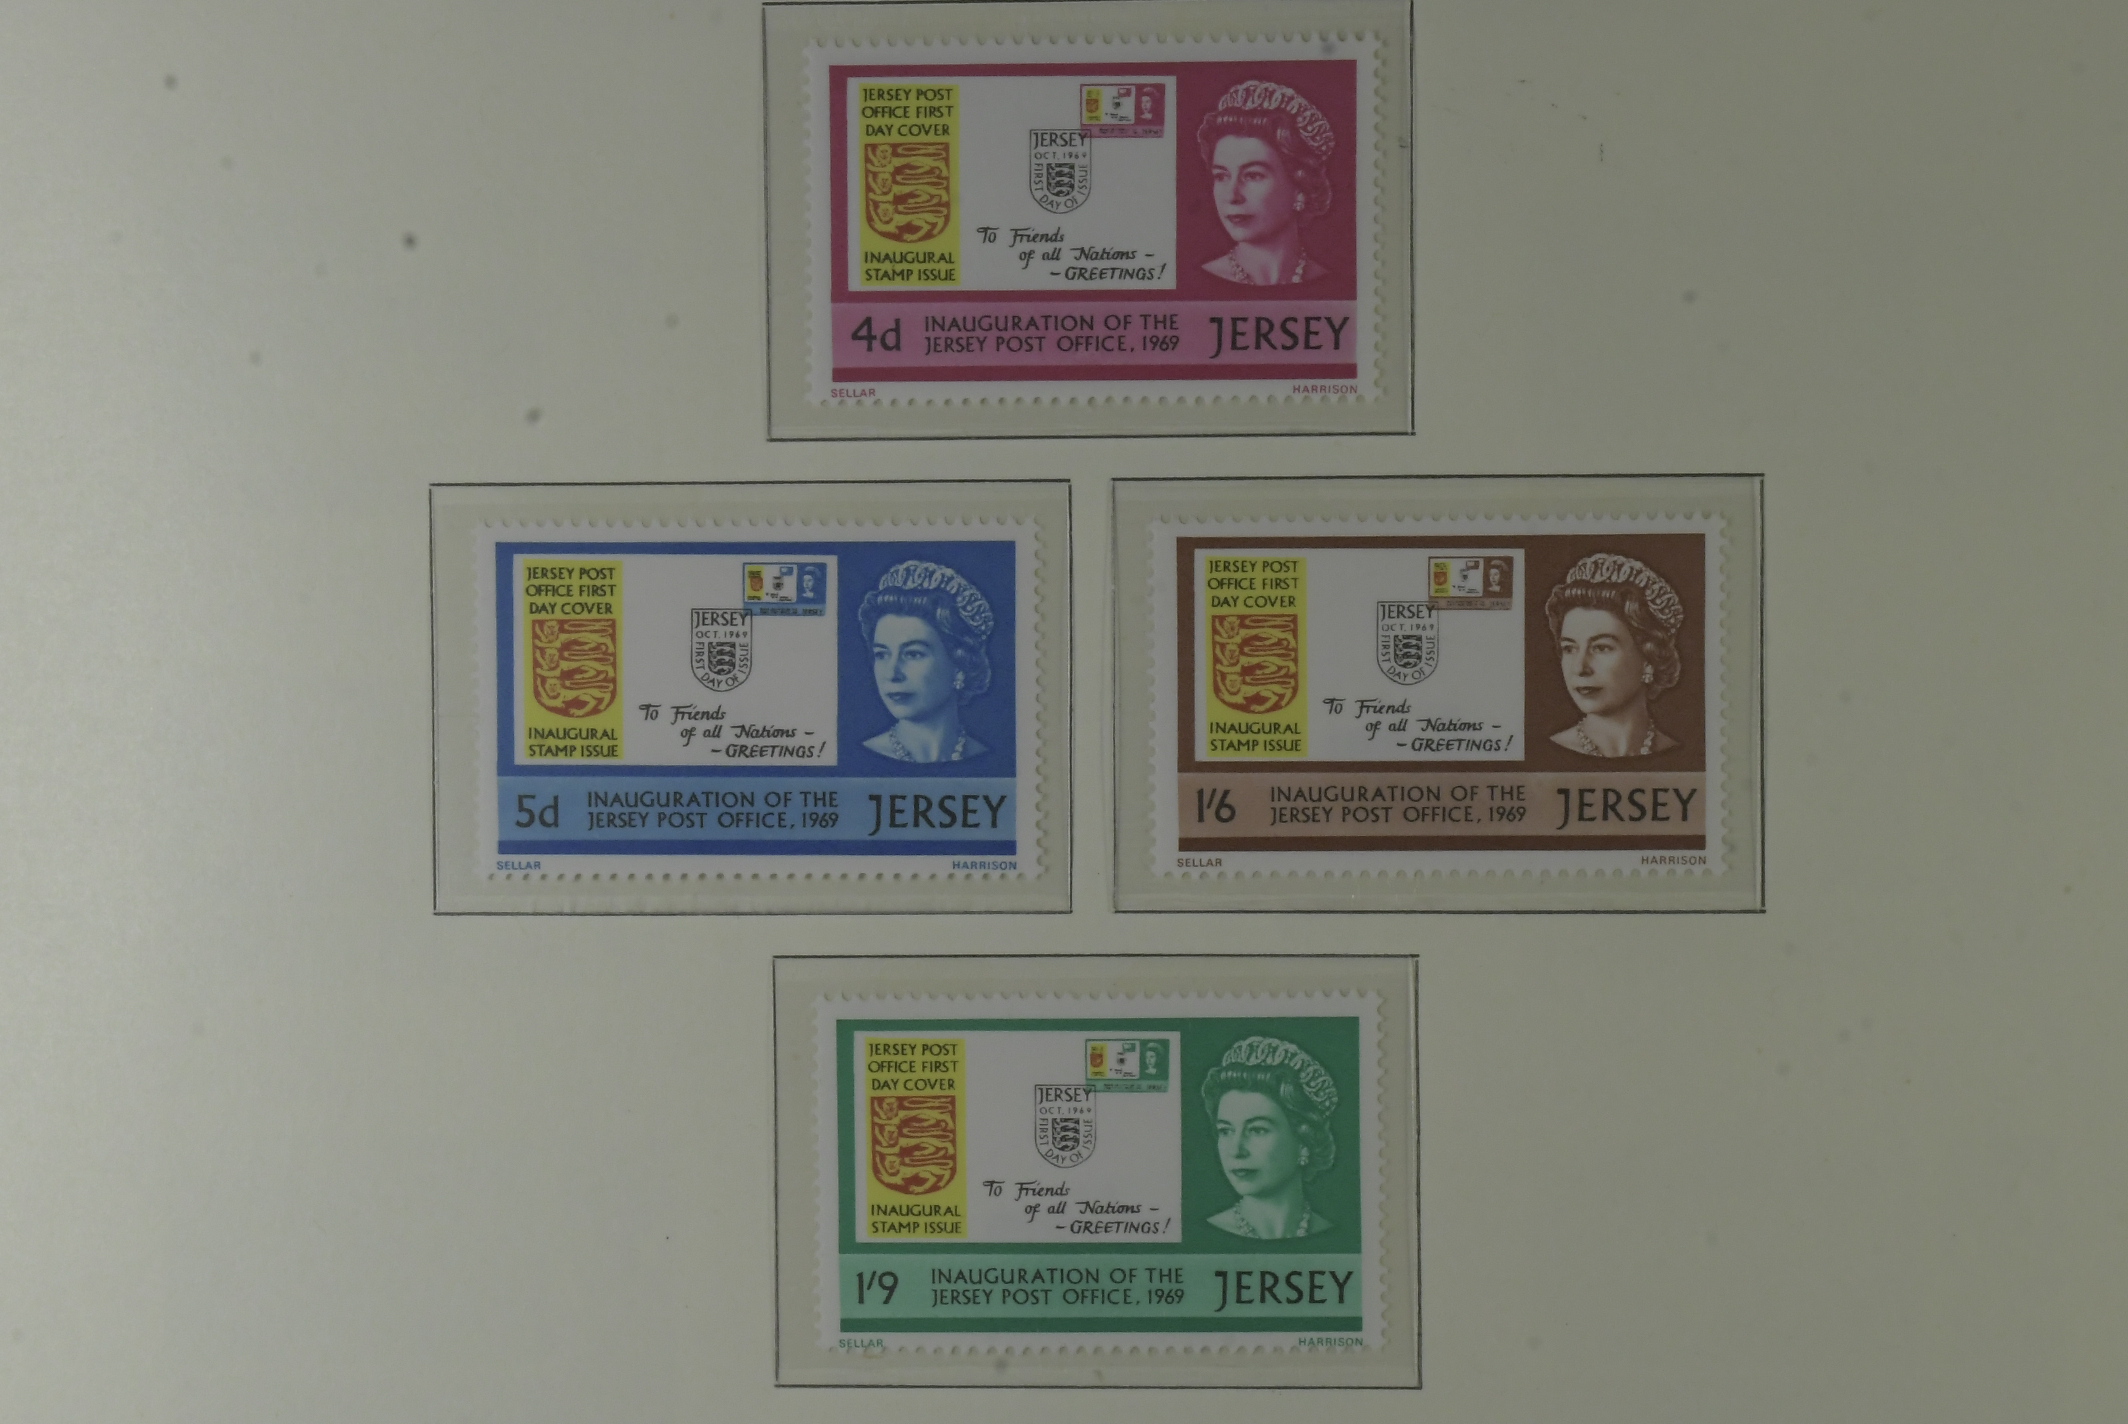 JERSEY POST
OFFICE FIRST
DAY COVER
INAUGURAL
STAMP ISSUE
JERSEY
OCT. 1969
FIRST DAY OF ISSUE
To Friends
of all Nations -
- GREETINGS!
4d
INAUGURATION OF THE
JERSEY POST OFFICE, 1969
JERSEY
SELLAR
HARRISON
JERSEY POST
OFFICE FIRST
DAY COVER
INAUGURAL
STAMP ISSUE
JERSEY
OCT. 1969
FIRST DAY OF ISSUE
To Friends
of all Nations -
- GREETINGS!
5d
INAUGURATION OF THE
JERSEY POST OFFICE, 1969
JERSEY
SELLAR
HARRISON
JERSEY POST
OFFICE FIRST
DAY COVER
INAUGURAL
STAMP ISSUE
JERSEY
OCT. 1969
FIRST DAY OF ISSUE
To Friends
of all Nations -
- GREETINGS!
1'6
INAUGURATION OF THE
JERSEY POST OFFICE, 1969
JERSEY
SELLAR
HARRISON
JERSEY POST
OFFICE FIRST
DAY COVER
INAUGURAL
STAMP ISSUE
JERSEY
OCT. 1969
FIRST DAY OF ISSUE
To Friends
of all Nations -
- GREETINGS!
1'9
INAUGURATION OF THE
JERSEY POST OFFICE, 1969
JERSEY
SELLAR
HARRISON